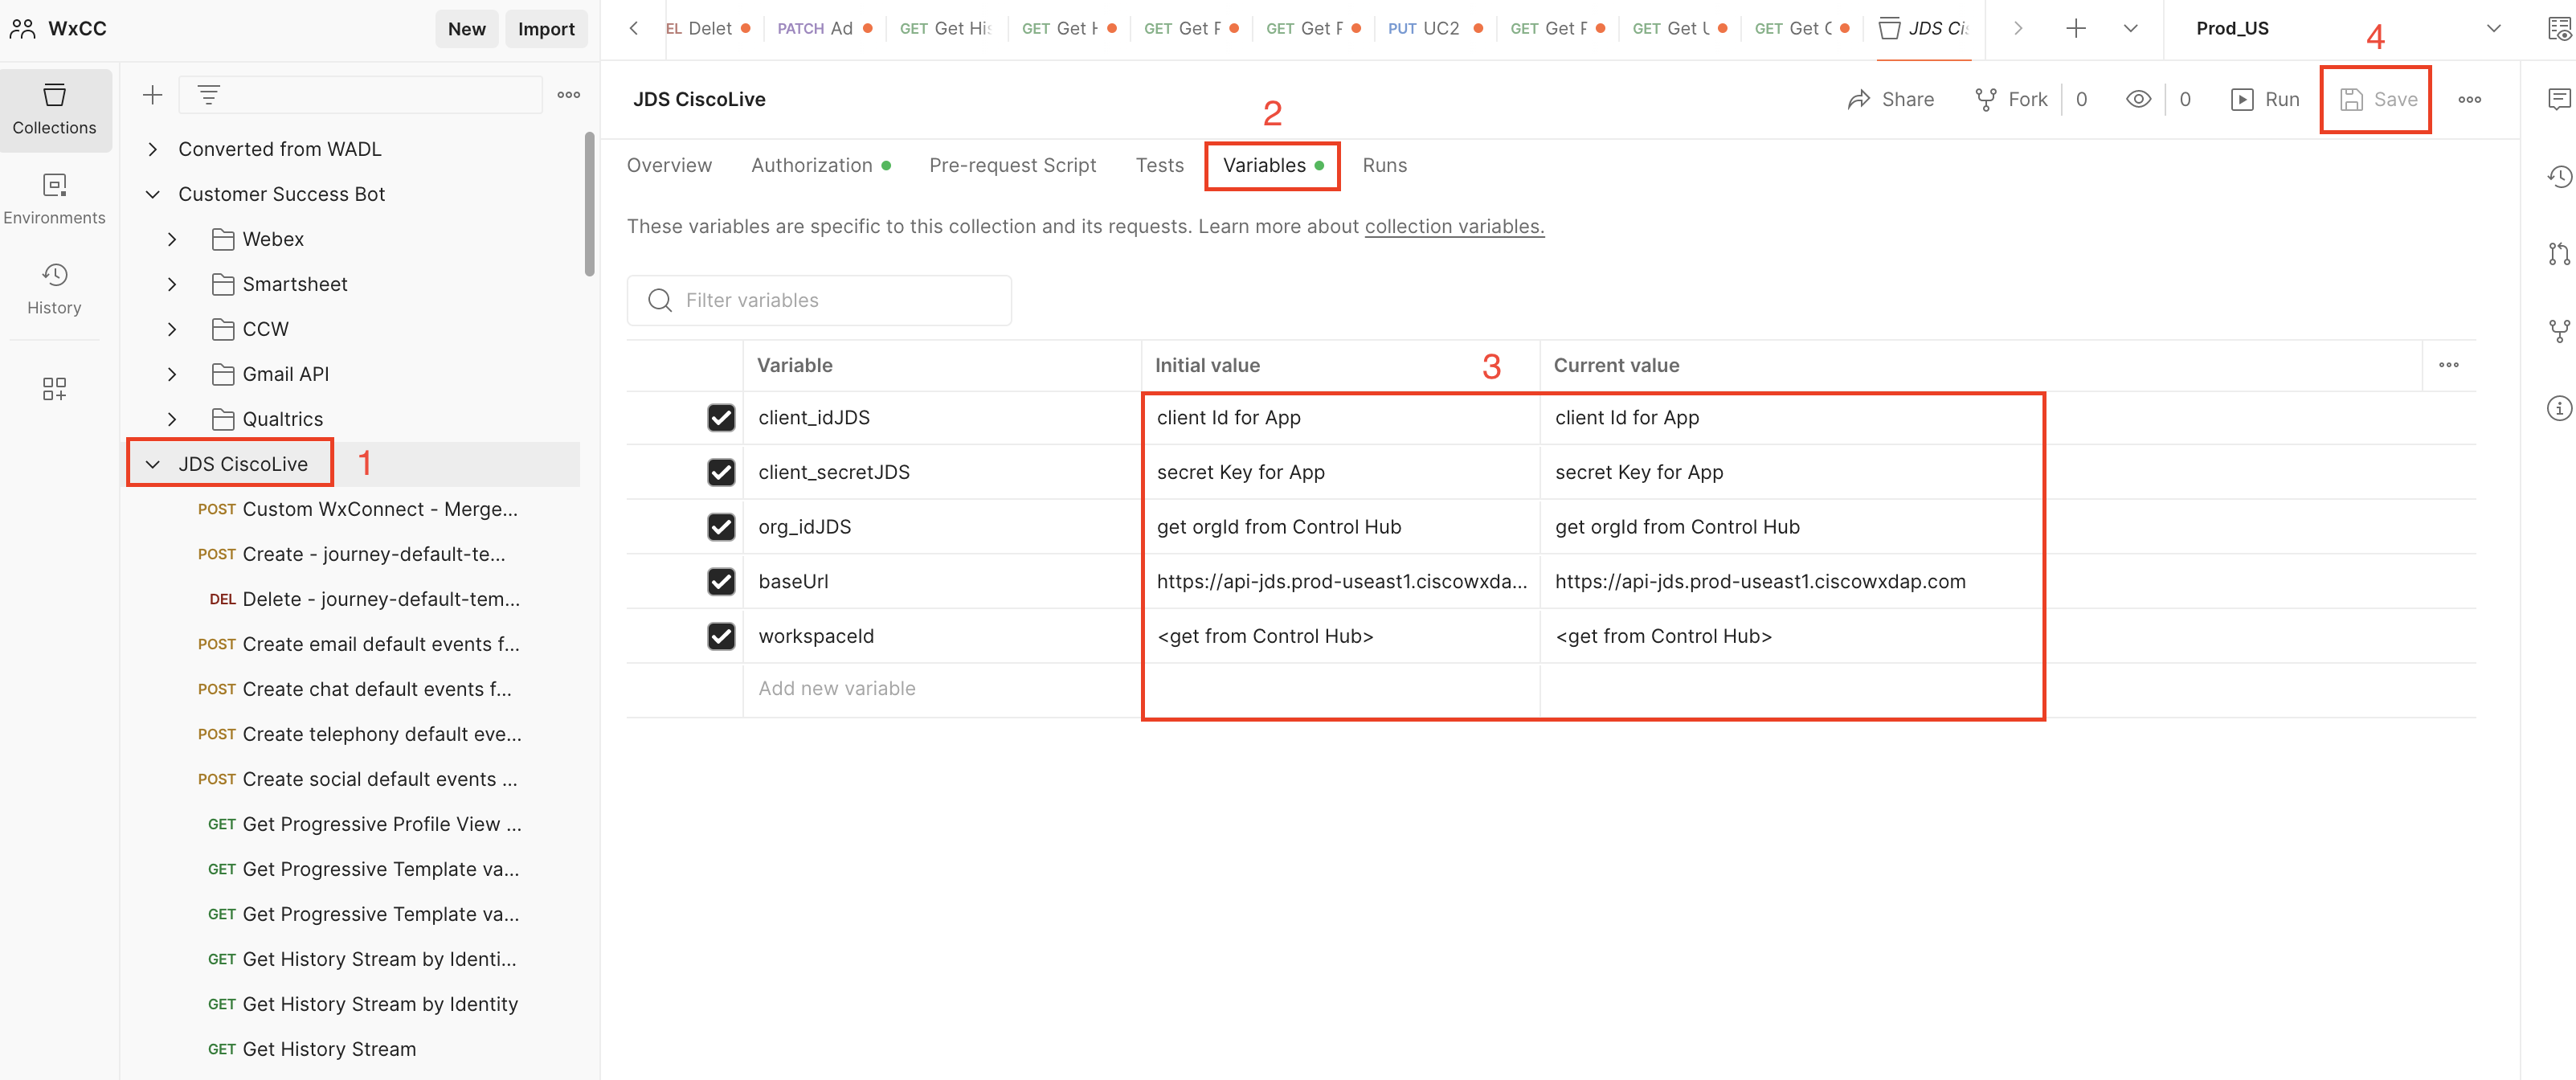 WxCC
New
Import
EL Delet
PATCH Ad
GET Get His
GET Get
GET Get
GET Get
PUT UC2
GET Get
GET Get
GET Get
JDS Cis
Prod_US
4
Collections
Environments
History
Converted from WADL
Customer Success Bot
Webex
Smartsheet
CCW
Gmail API
Qualtrics
JDS CiscoLive
1
POST Custom WxConnect - Merge...
POST Create - journey-default-te...
DEL Delete - journey-default-tem...
POST Create email default events f...
POST Create chat default events f...
POST Create telephony default eve...
POST Create social default events ...
GET Get Progressive Profile View ...
GET Get Progressive Template va...
GET Get Progressive Template va...
GET Get History Stream by Identi...
GET Get History Stream by Identity
GET Get History Stream
JDS CiscoLive
Share
Fork 0
0
Run
Save
2
Overview
Authorization
Pre-request Script
Tests
Variables
Runs
These variables are specific to this collection and its requests. Learn more about collection variables.
Filter variables
Variable
Initial value
3
Current value
client_idJDS
client Id for App
client Id for App
client_secretJDS
secret Key for App
secret Key for App
org_idJDS
get orgId from Control Hub
get orgId from Control Hub
baseUrl
https://api-jds.prod-useast1.ciscowxda...
https://api-jds.prod-useast1.ciscowxdap.com
workspaceId
<get from Control Hub>
<get from Control Hub>
Add new variable